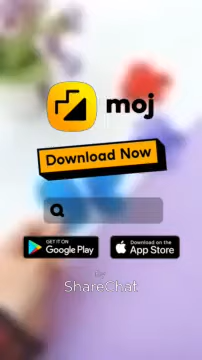 moj
Download Now
GET IT ON
Google Play
Download on the
App Store
ShareChat